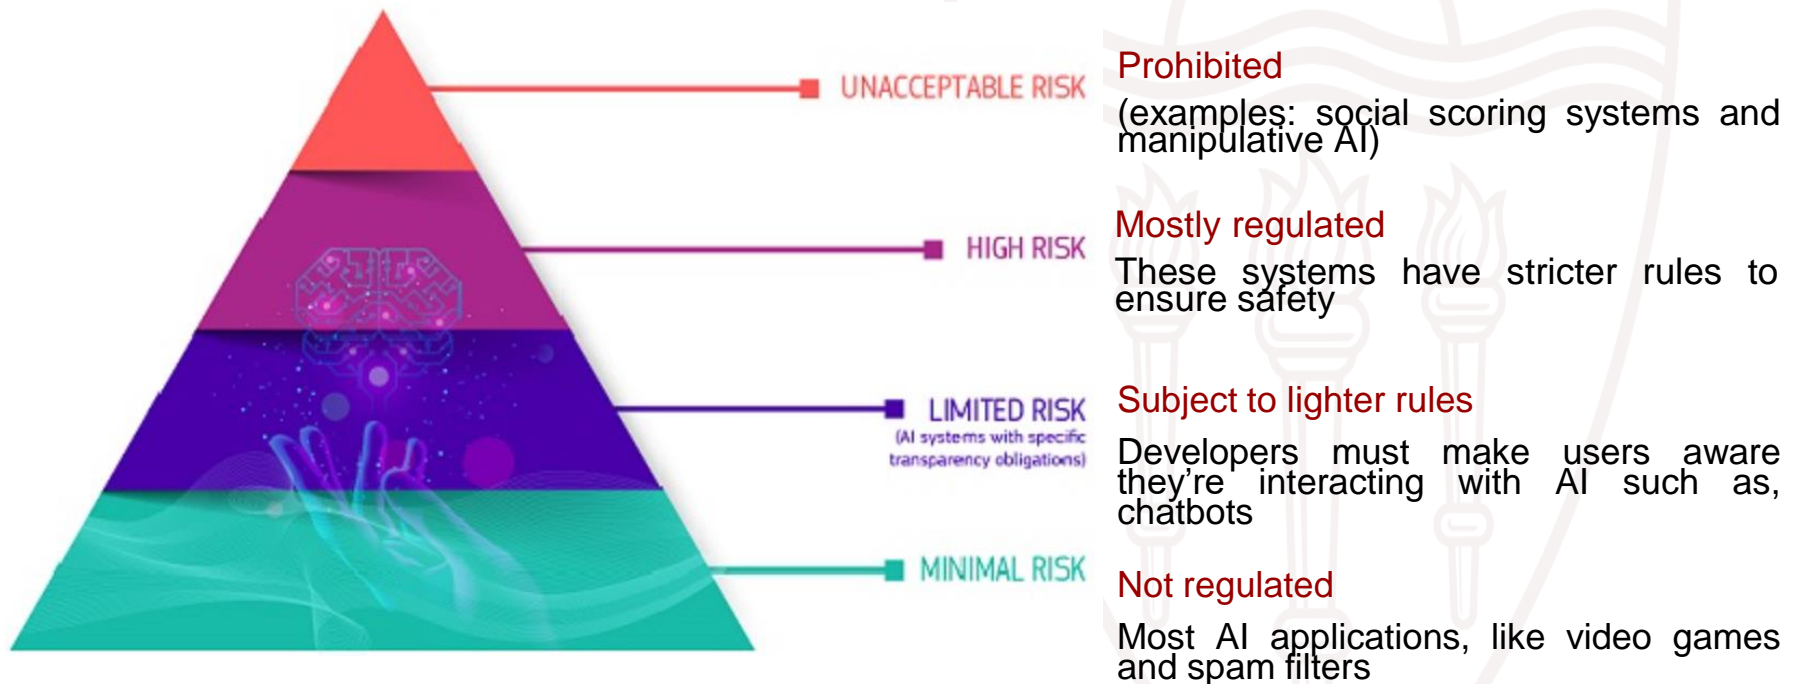 UNACCEPTABLE RISK
Prohibited
(examples: social scoring systems and
manipulative AI)
HIGH RISK
Mostly regulated
These systems have stricter rules to
ensure safety
LIMITED RISK
(AI systems with specific
transparency obligations)
Subject to lighter rules
Developers must make users aware
they’re interacting with AI such as,
chatbots
MINIMAL RISK
Not regulated
Most AI applications, like video games
and spam filters